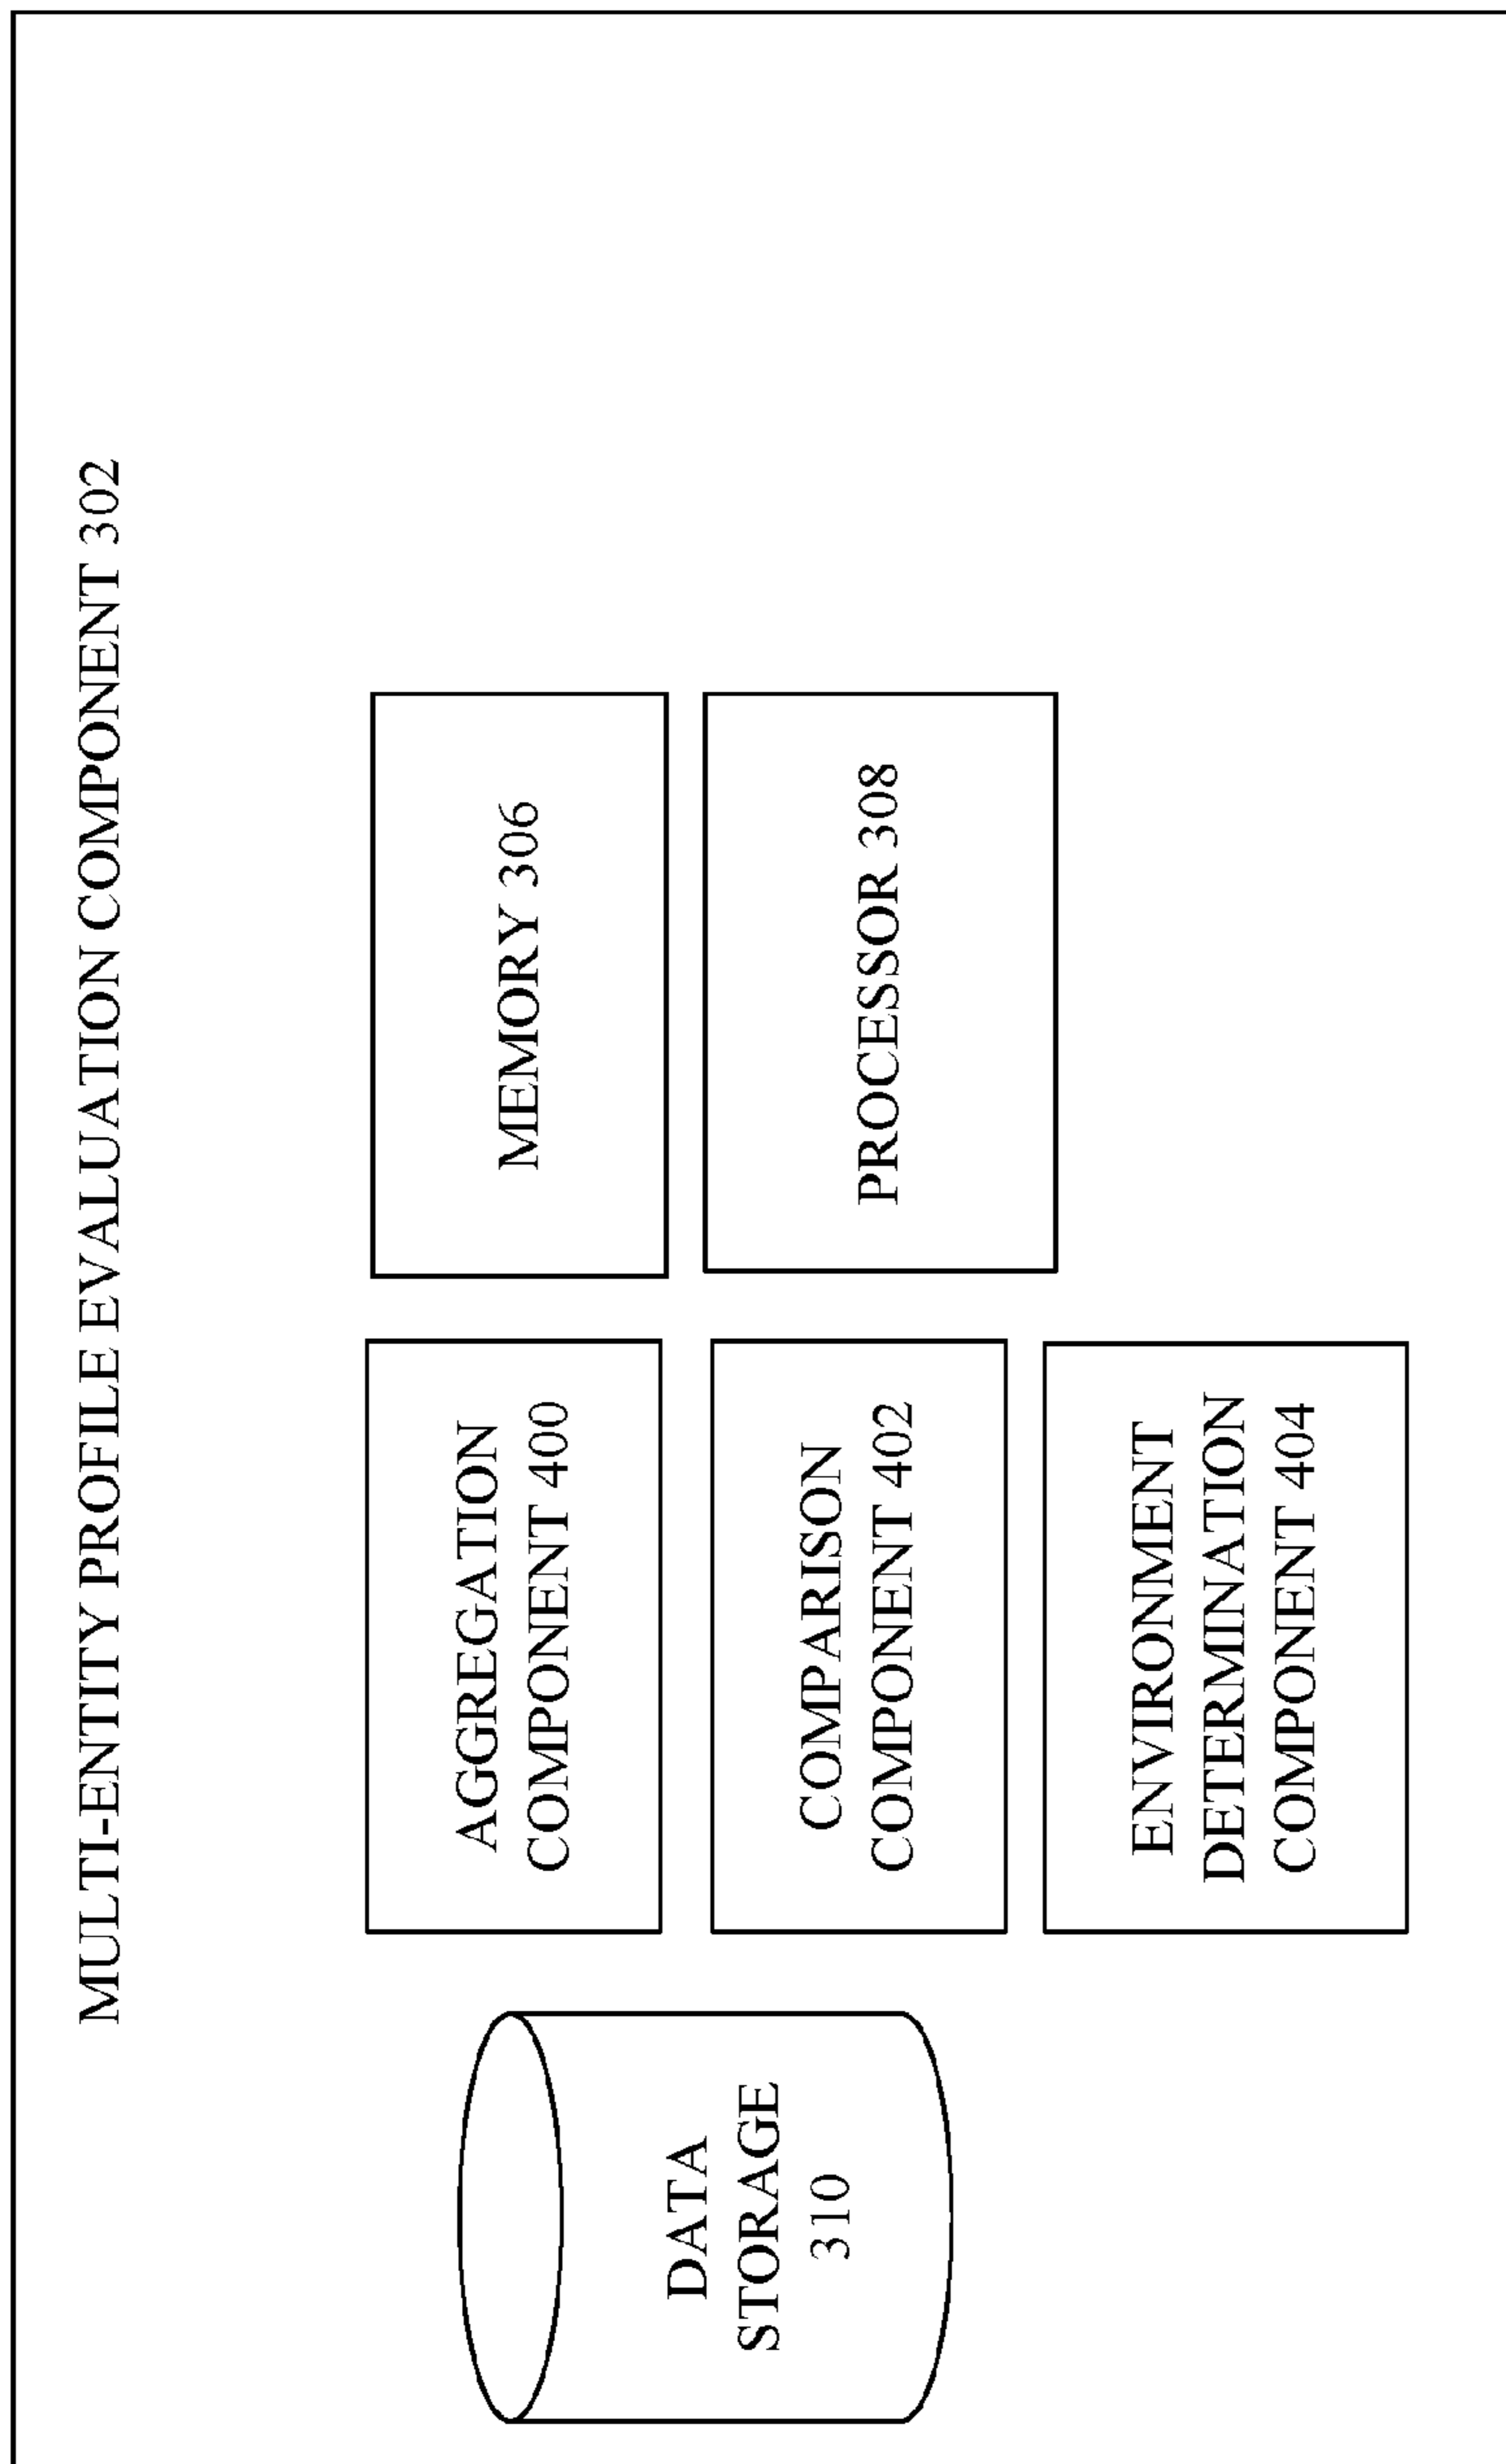 MULTI-ENTITY PROFILE EVALUATION COMPONENT 302
DATA
STORAGE
310
AGGREGATION
COMPONENT 400
COMPARISON
COMPONENT 402
ENVIRONMENT
DETERMINATION
COMPONENT 404
MEMORY 306
PROCESSOR 308